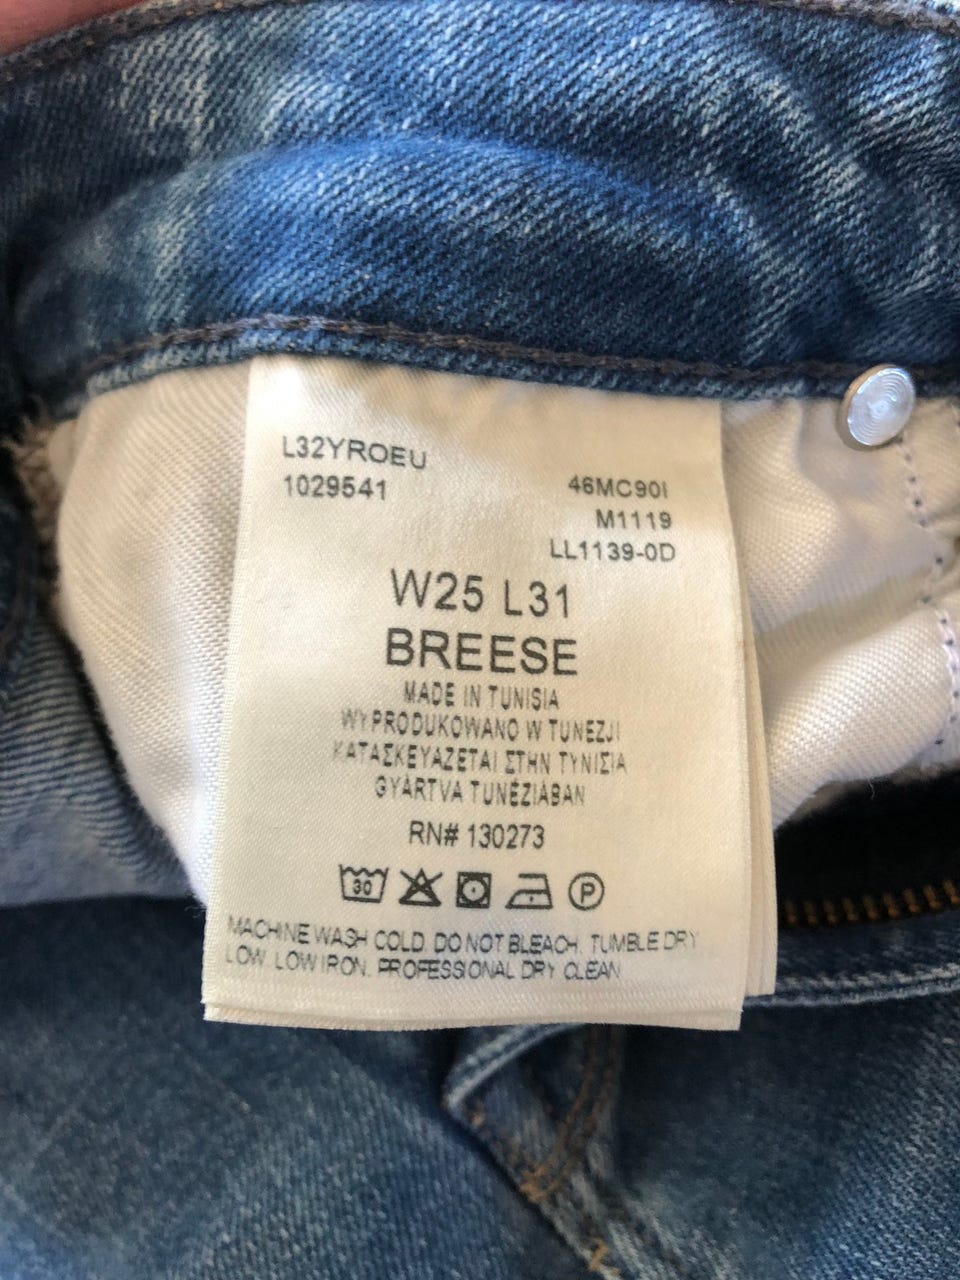 L32YROEU
1029541
46MC90I
M1119
LL1139-0D
W25 L31
BREESE
MADE IN TUNISIA
WYPRODUKOWANO W TUNEZJI
ΚΑΤΑΣΚΕΥΑΖΕΤΑΙ ΣΤΗΝ ΤΥΝΙΣΙΑ
GYÁRTVA TUNÉZIÁBAN
RN# 130273
30 P
MACHINE WASH COLD. DO NOT BLEACH. TUMBLE DRY
LOW. LOW IRON. PROFESSIONAL DRY CLEAN